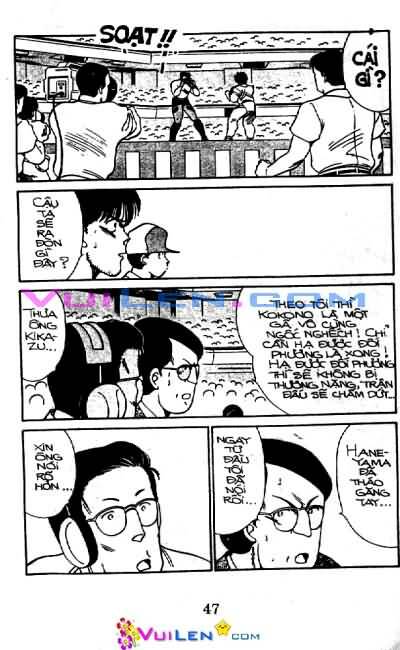 SOẠT!!
CÁI
GÌ?
CẬU
TA
SẼ
RA
ĐÒN
GÌ
ĐÂY?
VUILEN.COM
THƯA
ÔNG
KIKA-
ZU...
THEO TÔI THÌ
KOKONO LÀ MỘT
GÃ VÔ CÙNG
NGỐC NGHẾCH! CHỈ
CẦN HẠ ĐƯỢC ĐỐI
PHƯƠNG LÀ XONG!
HẠ ĐƯỢC ĐỐI PHƯƠNG
THÌ SẼ KHÔNG BỊ
THƯƠNG NẶNG, TRẬN
ĐẤU SẼ CHẤM DỨT...
XIN
ÔNG
NÓI
RÕ
HƠN...
NGAY
TỪ
ĐẦU
TÔI
ĐÃ
NÓI
RỒI...
HANE-
YAMA
ĐÃ
THÁO
GĂNG
TAY...
47
VUILEN.COM